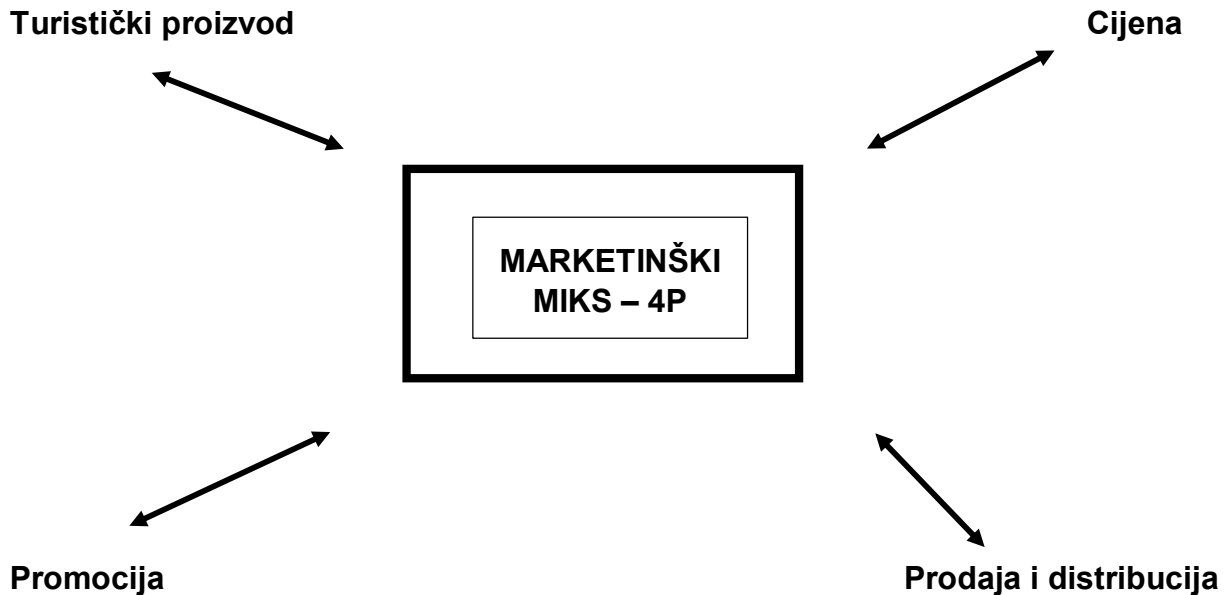 Turistički proizvod
Cijena
MARKETINŠKI
MIKS – 4P
Promocija
Prodaja i distribucija